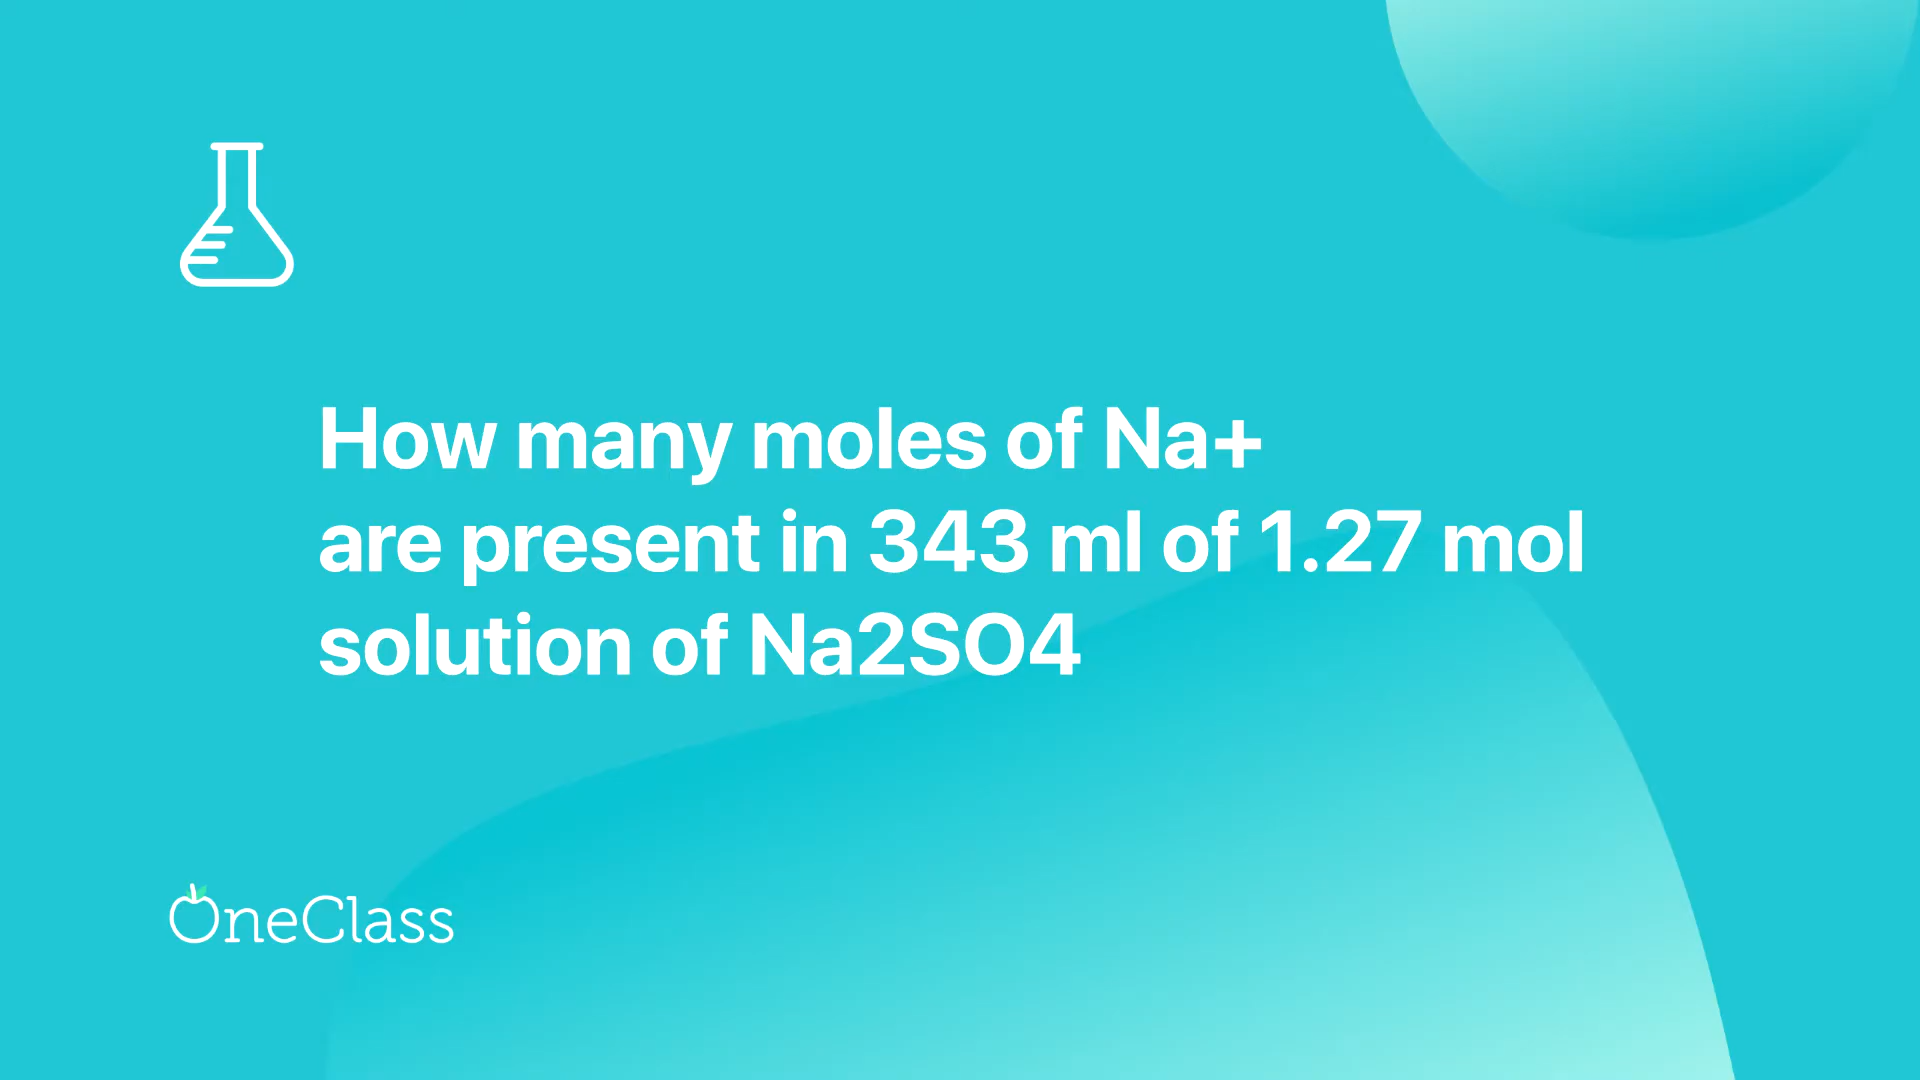 How many moles of Na+
are present in 343 ml of 1.27 mol
solution of Na2SO4
OneClass